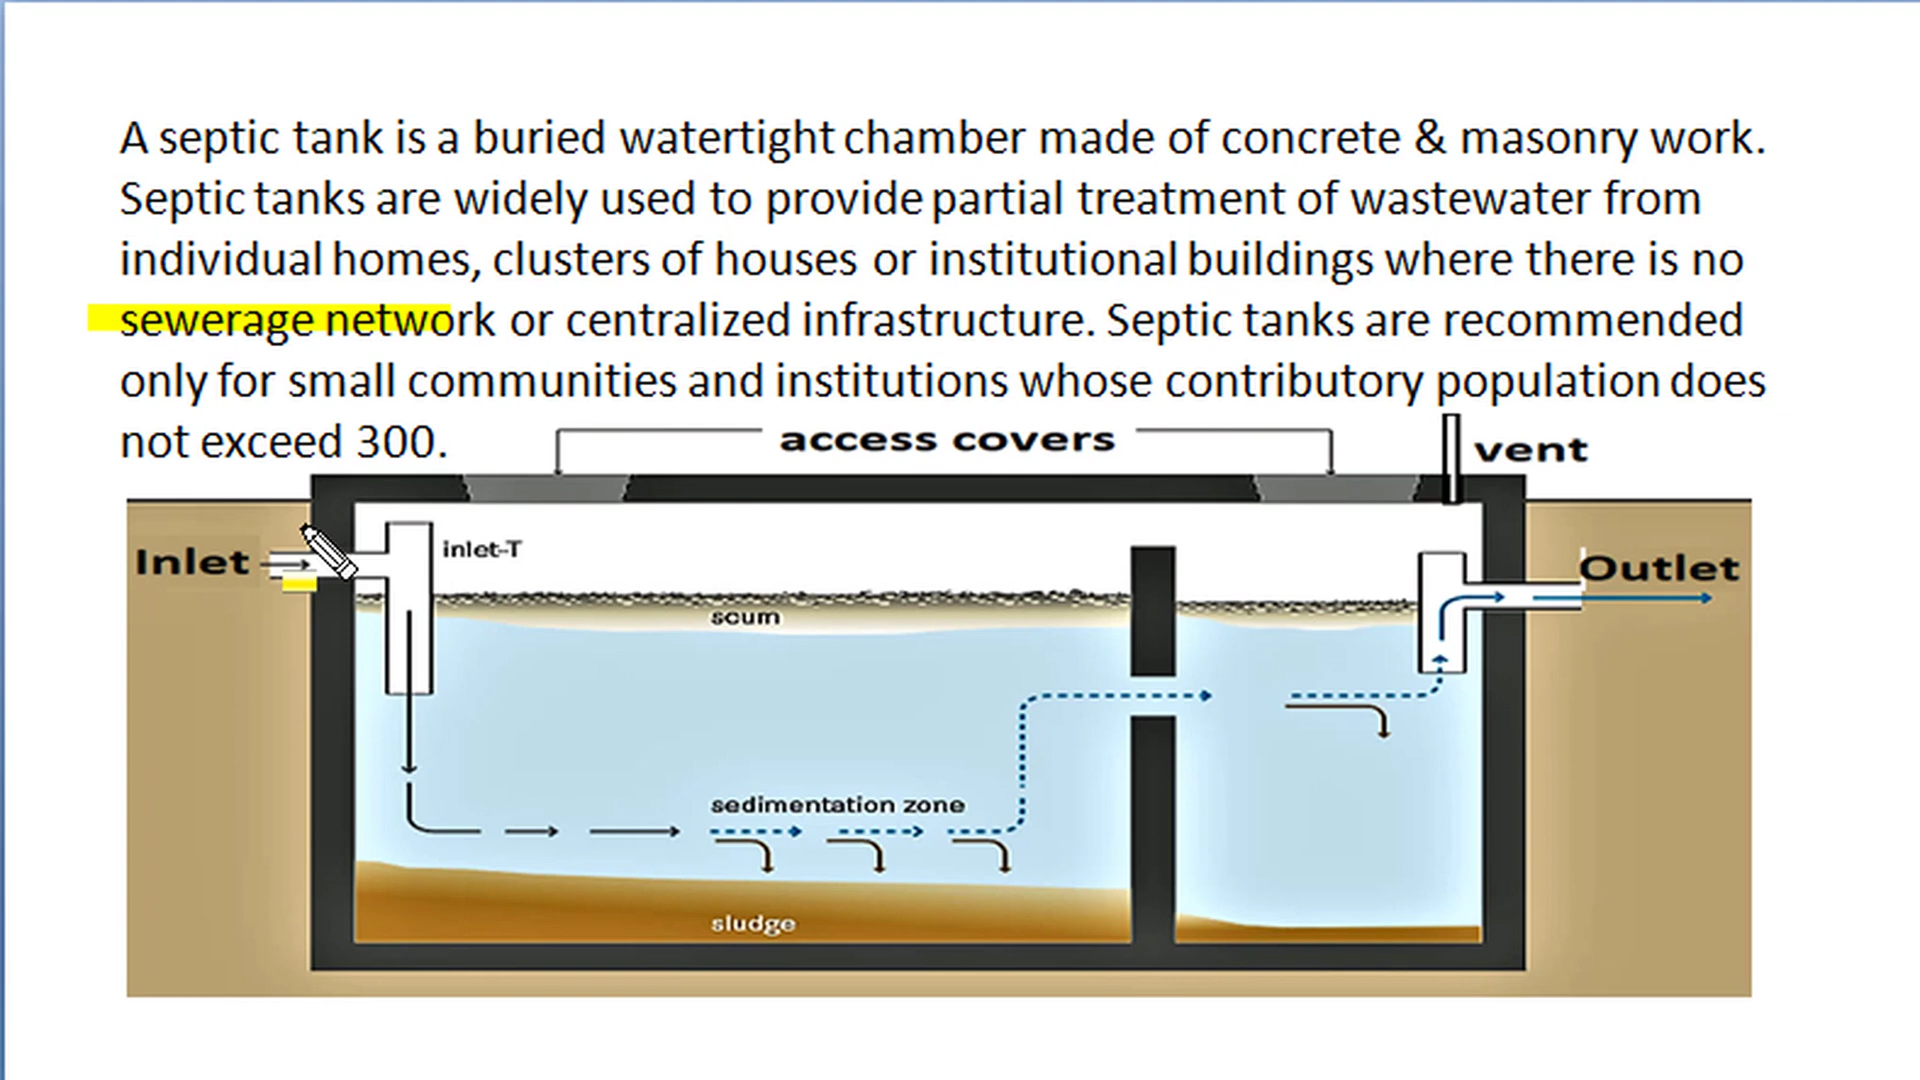 A septic tank is a buried watertight chamber made of concrete & masonry work.
Septic tanks are widely used to provide partial treatment of wastewater from
individual homes, clusters of houses or institutional buildings where there is no
sewerage network or centralized infrastructure. Septic tanks are recommended
only for small communities and institutions whose contributory population does
not exceed 300.
access covers
vent
Inlet
inlet-T
Outlet
scum
sedimentation zone
sludge